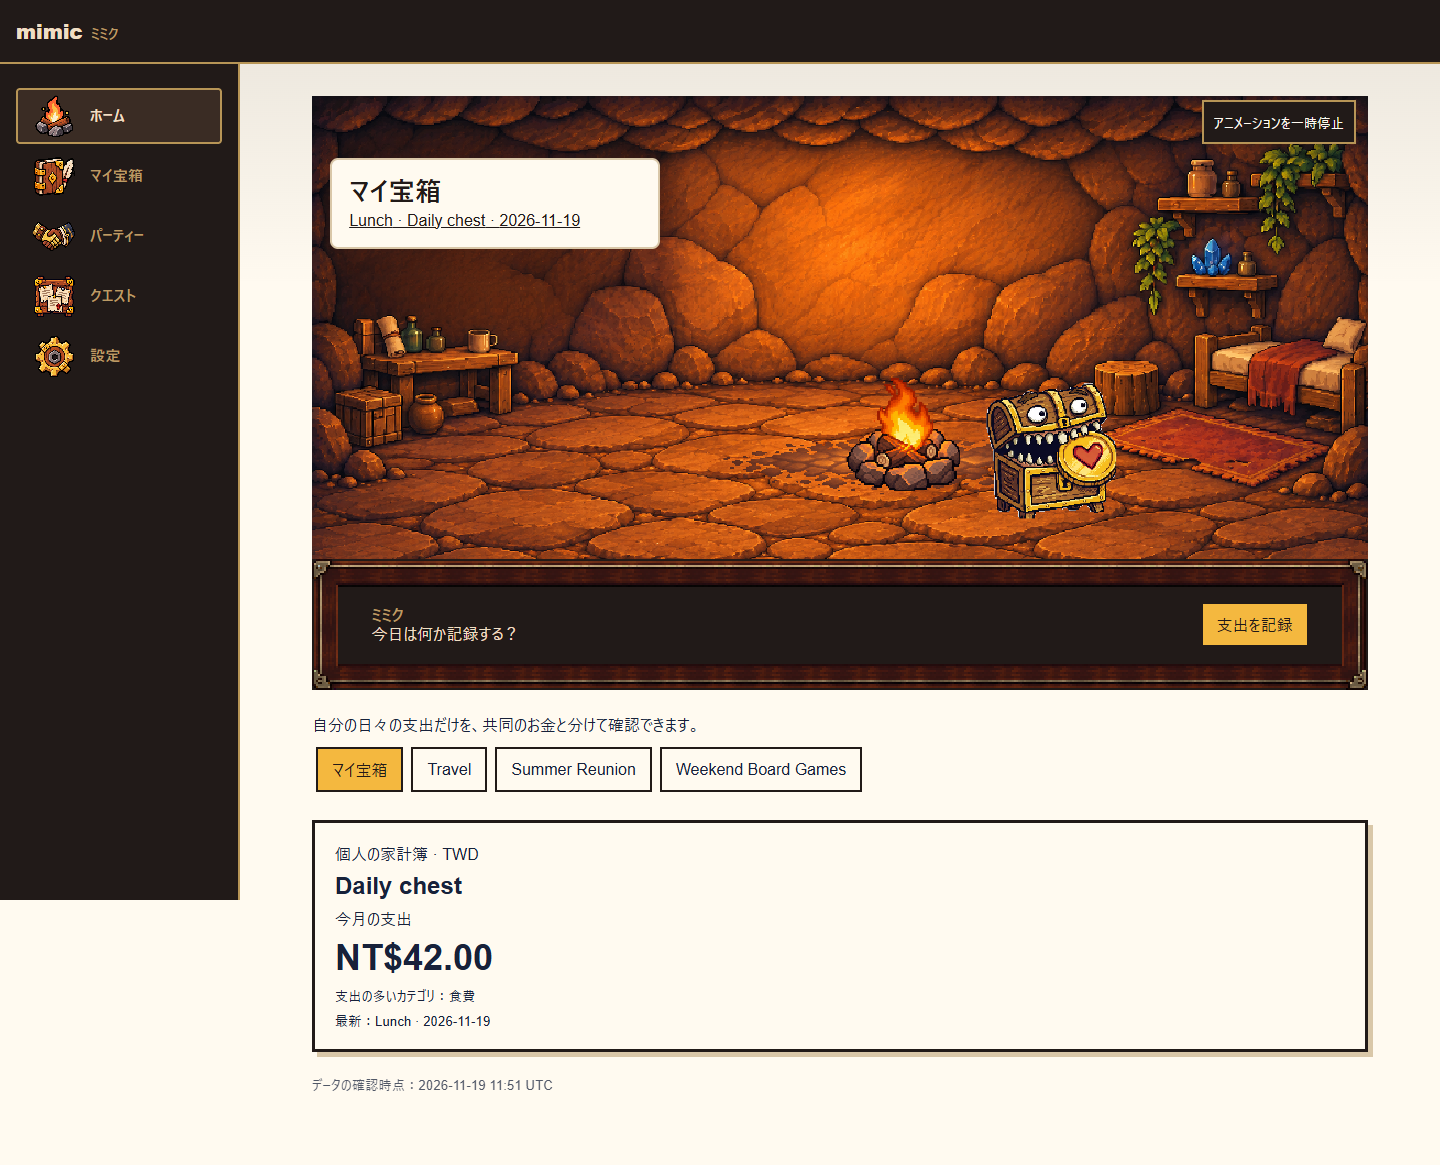 mimic ミミク
ホーム
マイ宝箱
パーティー
クエスト
設定
アニメーションを一時停止
マイ宝箱
Lunch · Daily chest · 2026-11-19
ミミク
今日は何か記録する？
支出を記録
自分の日々の支出だけを、共同のお金と分けて確認できます。
マイ宝箱
Travel
Summer Reunion
Weekend Board Games
個人の家計簿 · TWD
Daily chest
今月の支出
NT$42.00
支出の多いカテゴリ：食費
最新：Lunch · 2026-11-19
データの確認時点：2026-11-19 11:51 UTC